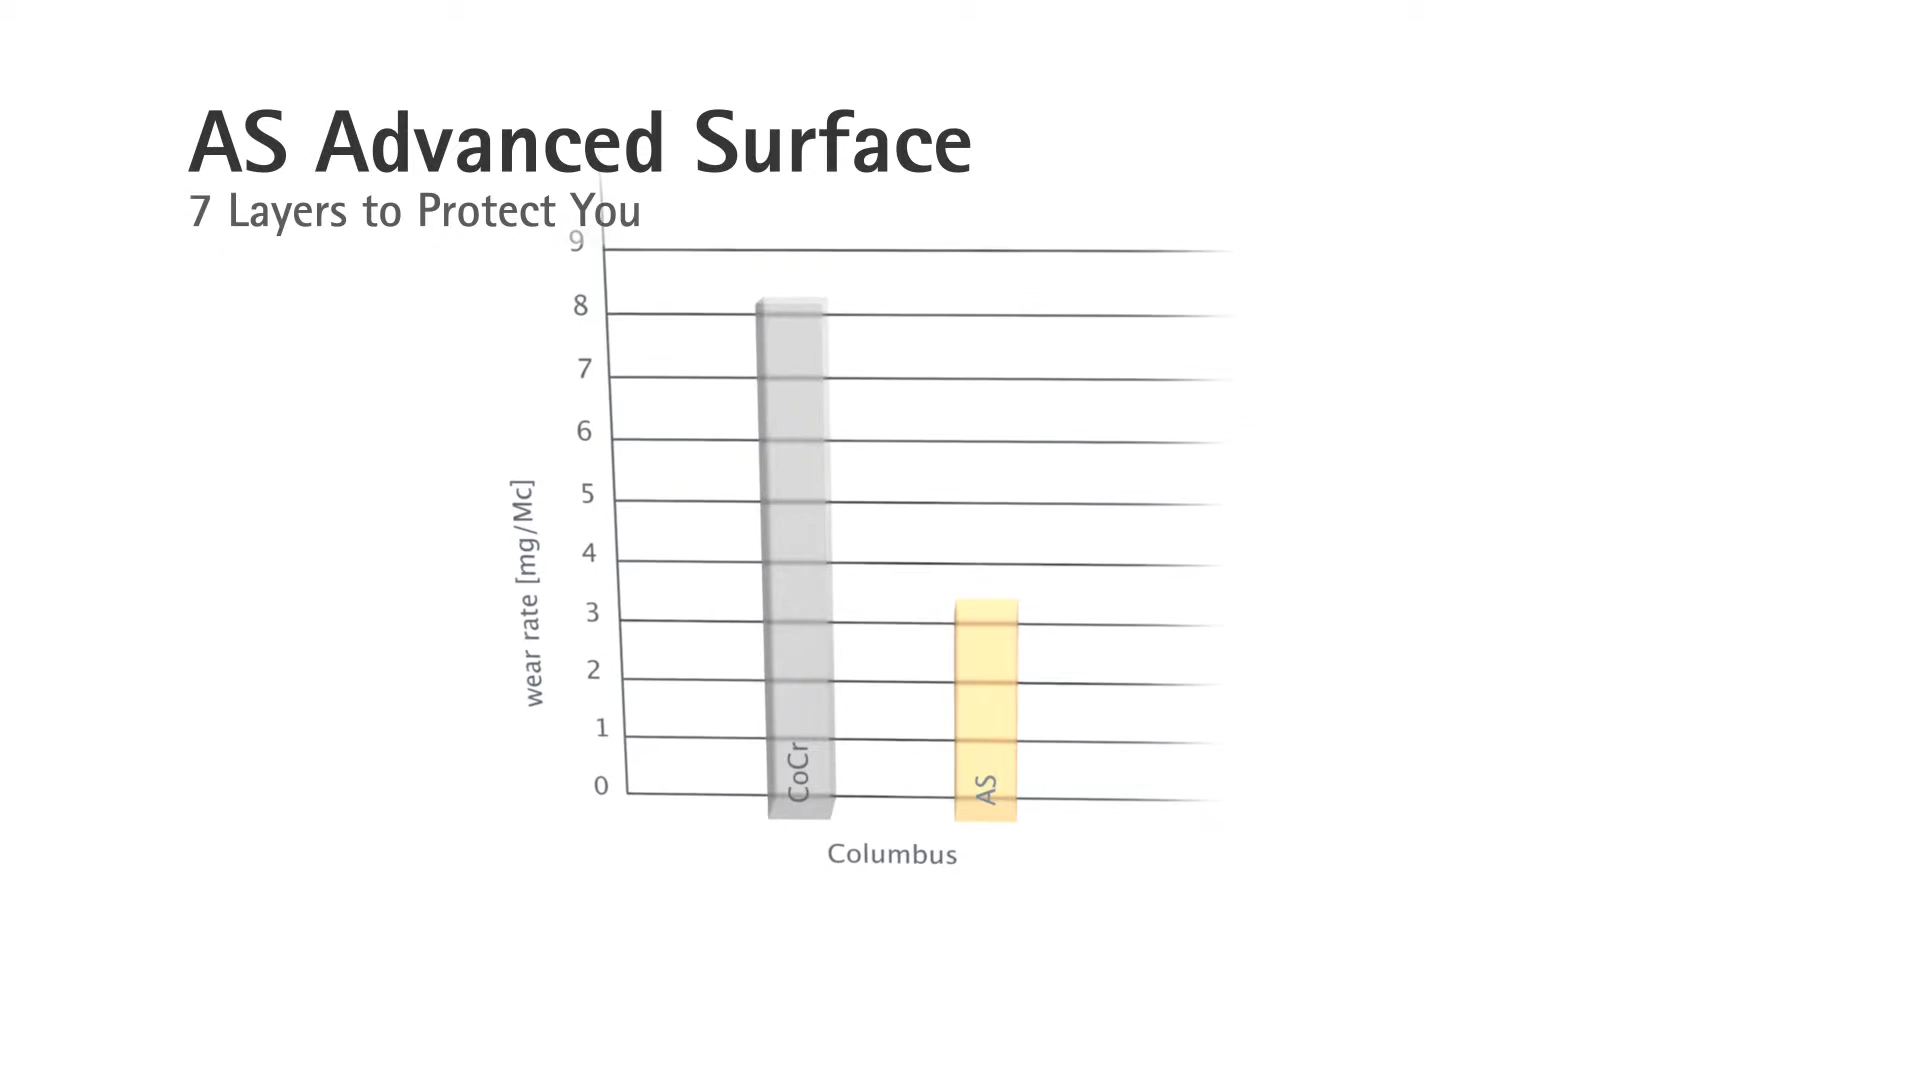 AS Advanced Surface
7 Layers to Protect You
9
8
7
6
5
4
3
2
1
0
wear rate [mg/Mc]
CoCr
AS
Columbus